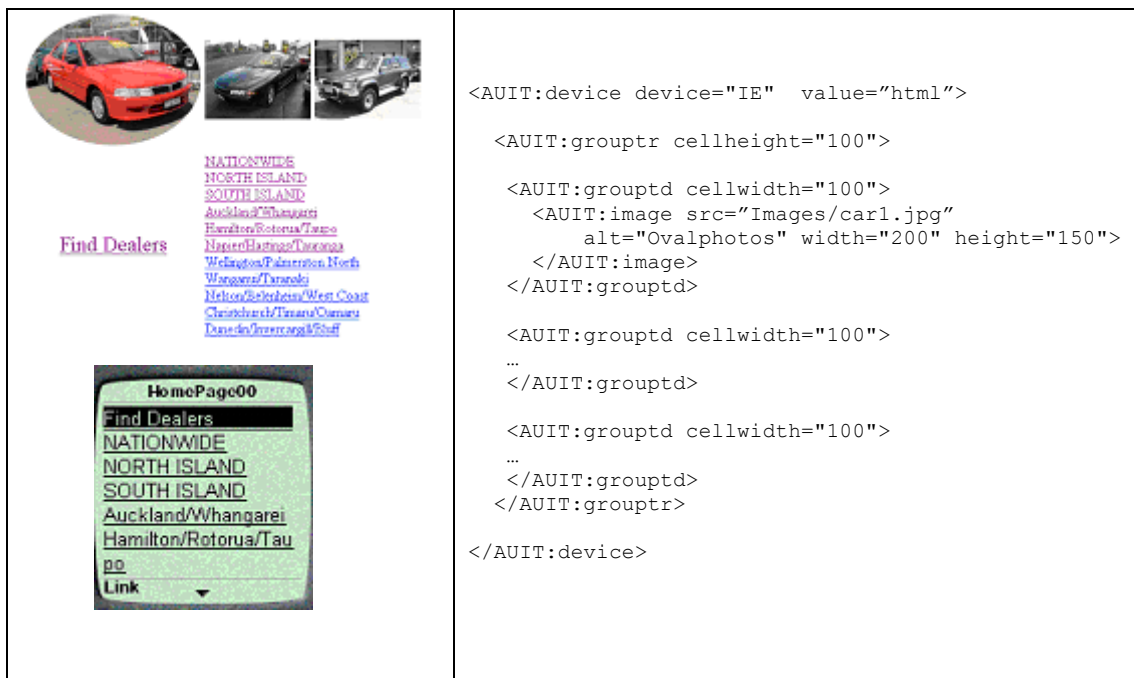 NATIONWIDE
NORTH ISLAND
SOUTH ISLAND
Auckland/Whangarei
Hamilton/Rotorua/Taupo
Napier/Hastings/Tauranga
Find Dealers
Wellington/Palmerston North
Wangarau/Taranaki
Nelson/Belenheim/West Coast
Christchurch/Timaru/Oamaru
Dunedin/Invercargill/Bluff
HomePage00
Find Dealers
NATIONWIDE
NORTH ISLAND
SOUTH ISLAND
Auckland/Whangarei
Hamilton/Rotorua/Tau
po
Link
<AUIT:device device="IE"  value=”html”>
<AUIT:grouptr cellheight="100">
<AUIT:grouptd cellwidth="100">
<AUIT:image src=”Images/car1.jpg”
alt="Ovalphotos" width="200" height="150">
</AUIT:image>
</AUIT:grouptd>
<AUIT:grouptd cellwidth="100">
…
</AUIT:grouptd>
<AUIT:grouptd cellwidth="100">
…
</AUIT:grouptd>
</AUIT:grouptr>
</AUIT:device>